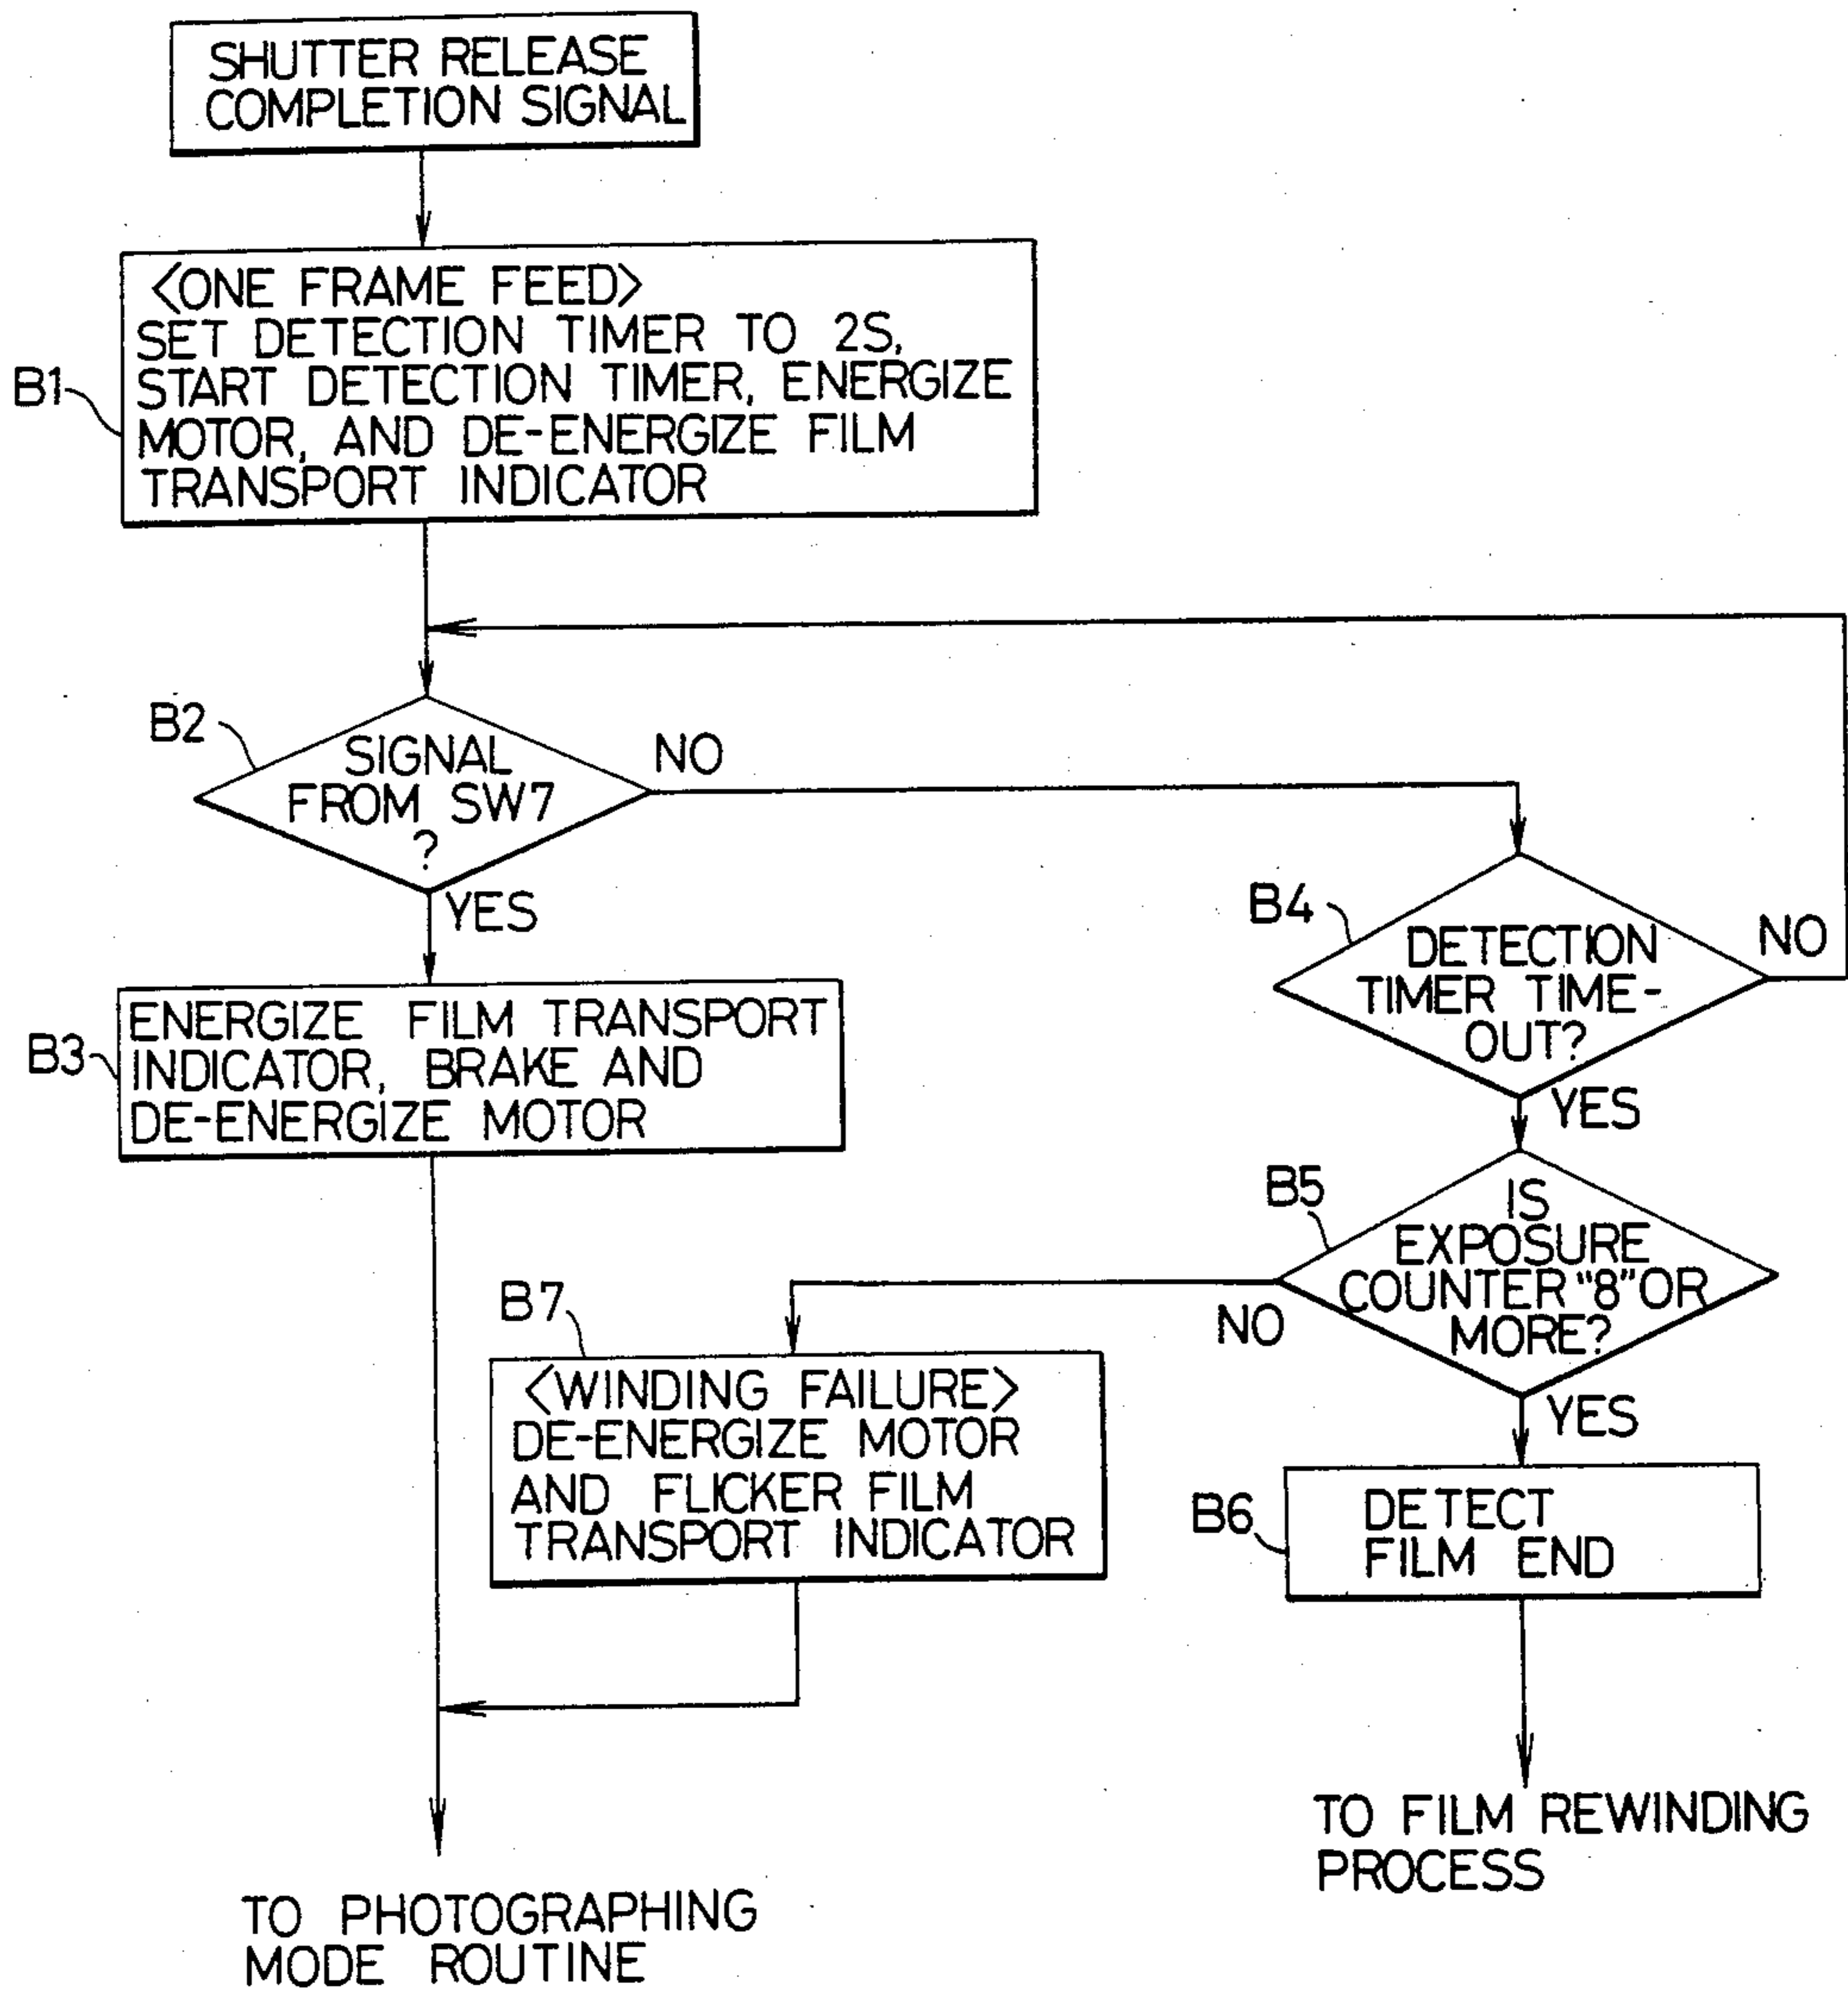 SHUTTER RELEASE
COMPLETION SIGNAL
B1
<ONE FRAME FEED>
SET DETECTION TIMER TO 2S,
START DETECTION TIMER, ENERGIZE
MOTOR, AND DE-ENERGIZE FILM
TRANSPORT INDICATOR
B2
SIGNAL
FROM SW7
?
NO
YES
B3
ENERGIZE FILM TRANSPORT
INDICATOR, BRAKE AND
DE-ENERGIZE MOTOR
B4
DETECTION
TIMER TIME-
OUT?
NO
YES
B5
IS
EXPOSURE
COUNTER "8" OR
MORE?
NO
YES
B7
<WINDING FAILURE>
DE-ENERGIZE MOTOR
AND FLICKER FILM
TRANSPORT INDICATOR
B6
DETECT
FILM END
TO FILM REWINDING
PROCESS
TO PHOTOGRAPHING
MODE ROUTINE